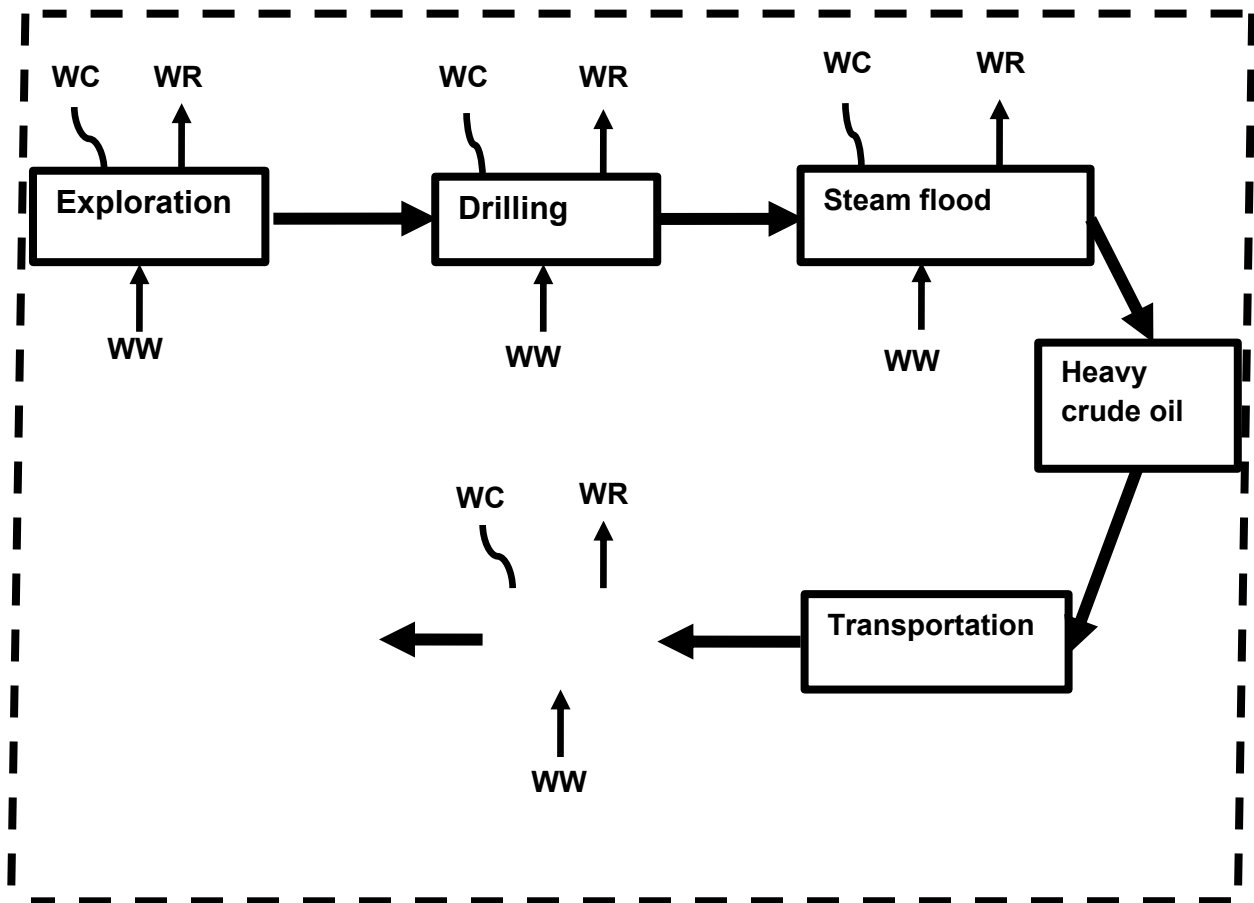 WC WR WC WR WC WR
Exploration
Drilling
Steam flood
WW WW WW
Heavy
crude oil
WC WR
Transportation
WW